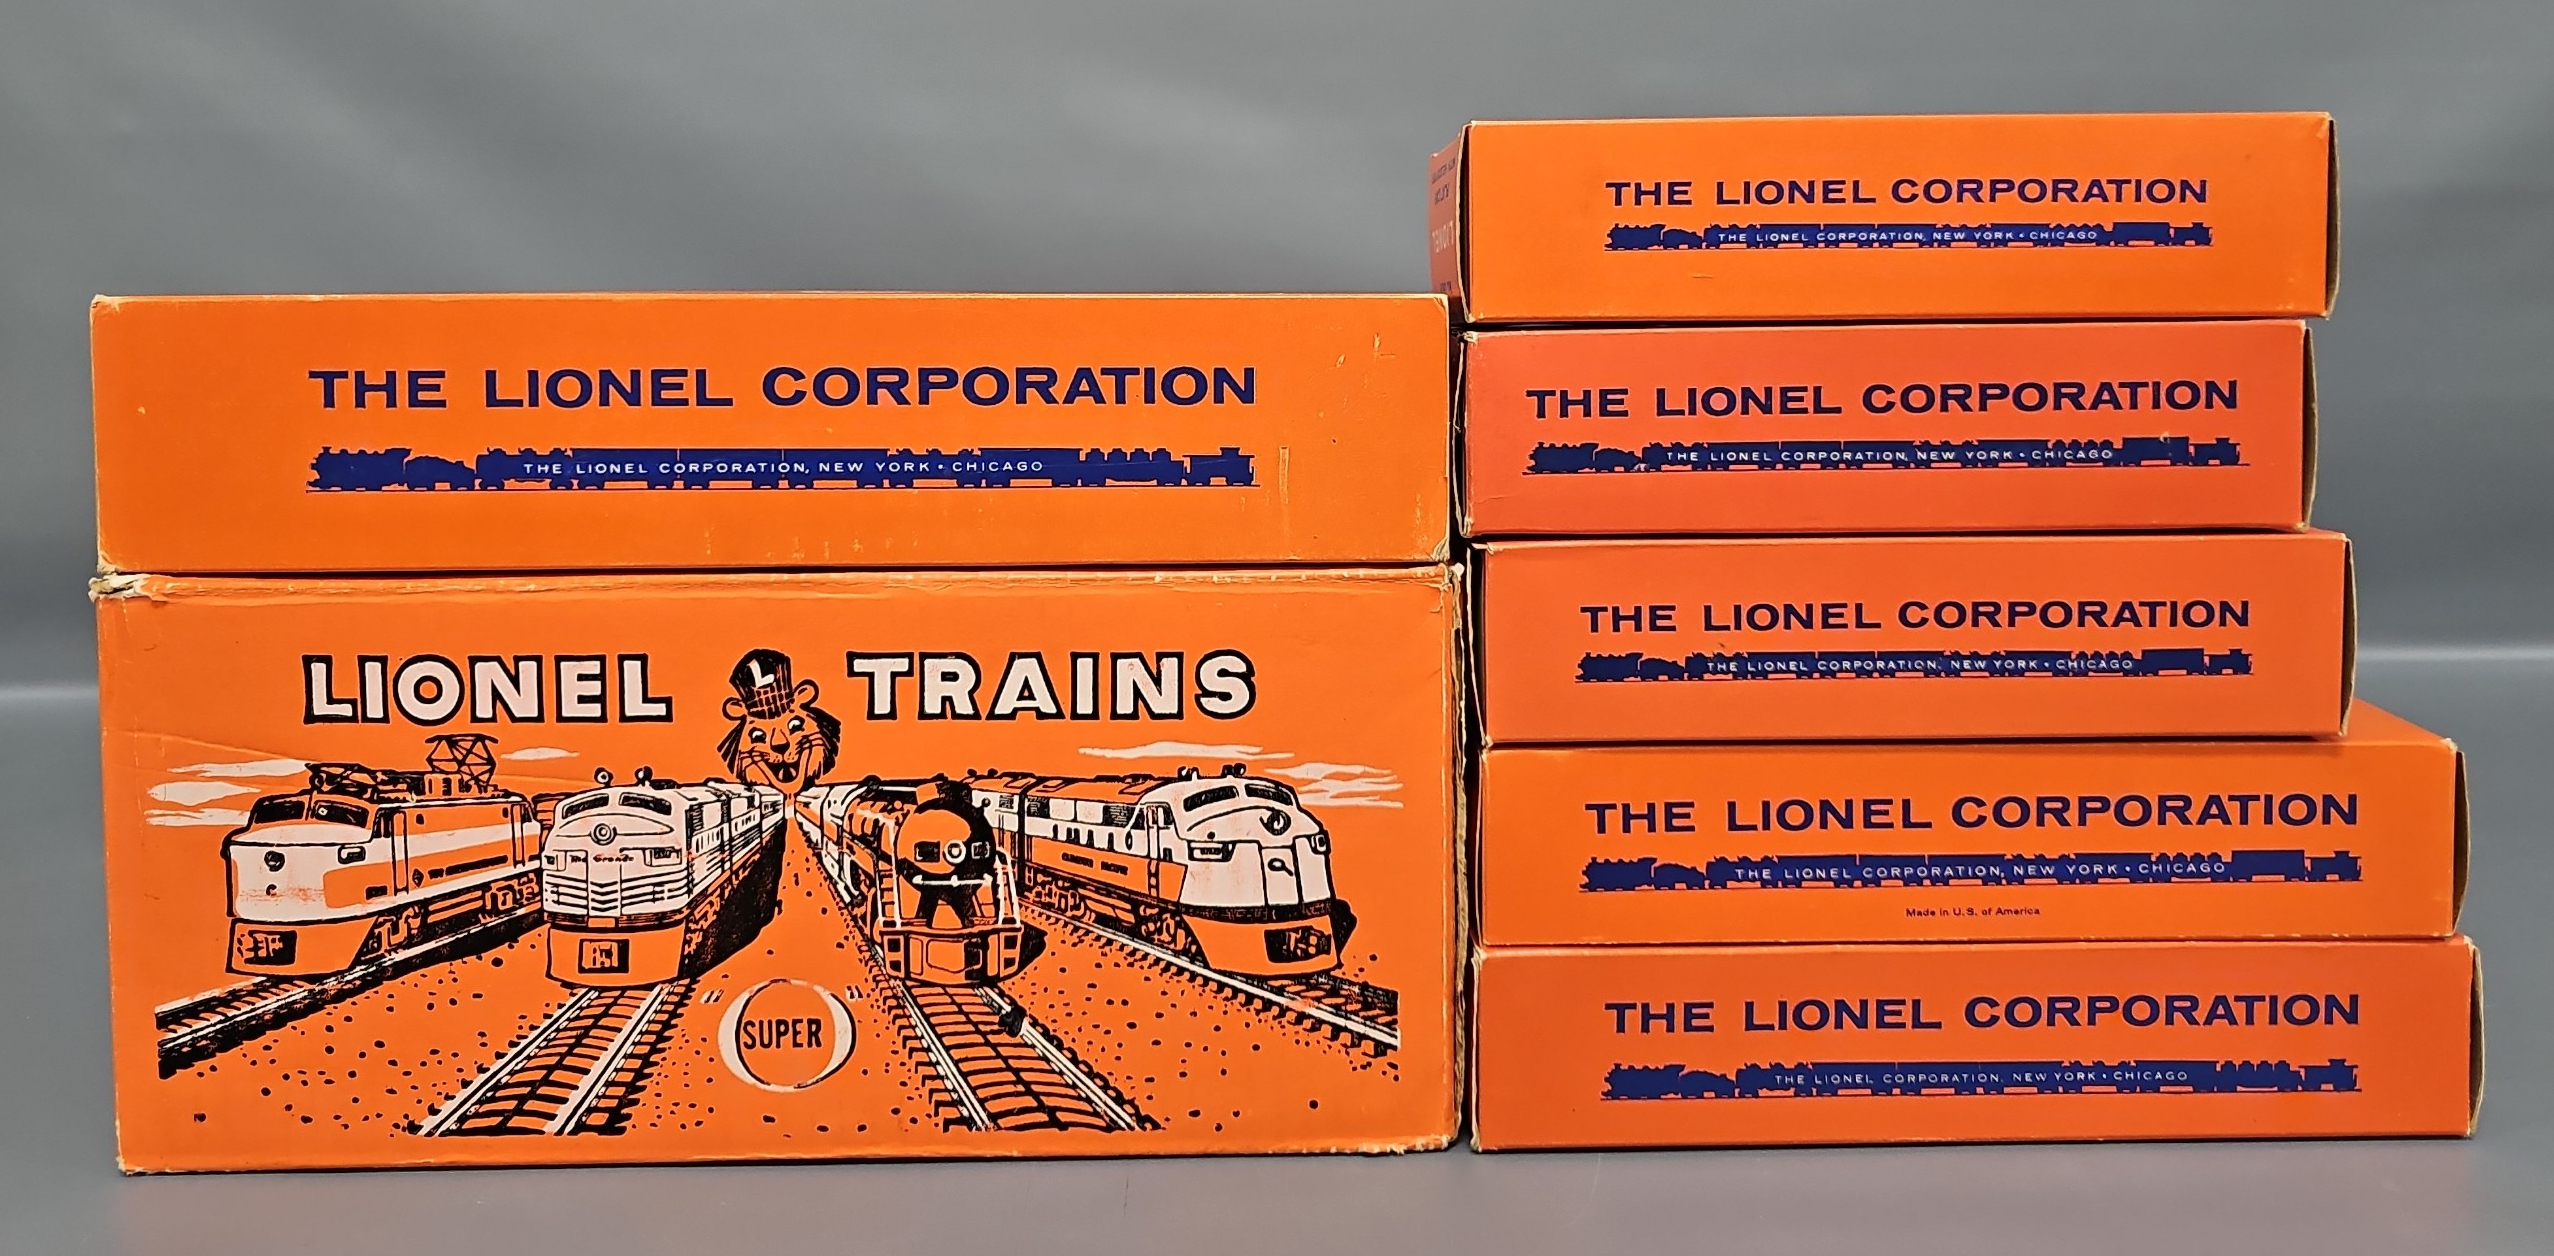 THE LIONEL CORPORATION
THE LIONEL CORPORATION, NEW YORK • CHICAGO
LIONEL TRAINS
L
SUPER "O"
THE LIONEL CORPORATION
THE LIONEL CORPORATION, NEW YORK • CHICAGO
LIONEL
THE LIONEL CORPORATION
THE LIONEL CORPORATION, NEW YORK • CHICAGO
THE LIONEL CORPORATION
THE LIONEL CORPORATION, NEW YORK • CHICAGO
THE LIONEL CORPORATION
THE LIONEL CORPORATION, NEW YORK • CHICAGO
Made in U.S. of America
THE LIONEL CORPORATION
THE LIONEL CORPORATION, NEW YORK • CHICAGO